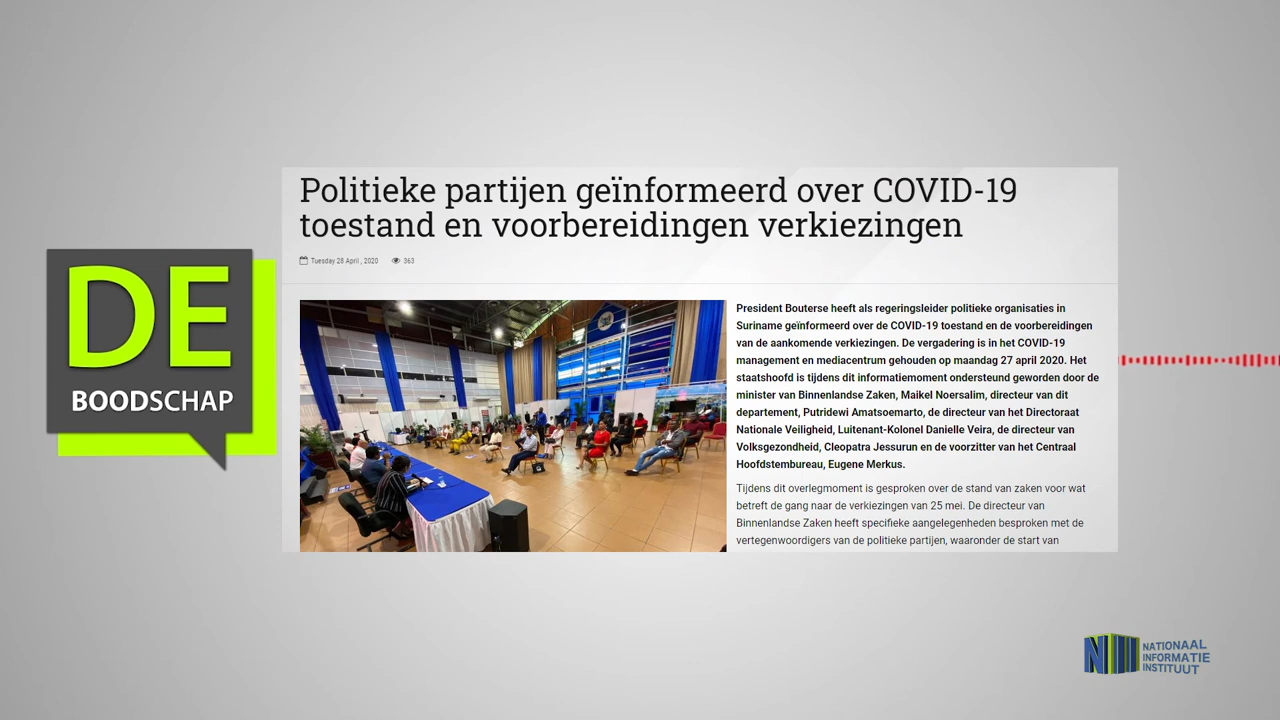 Politieke partijen geïnformeerd over COVID-19
toestand en voorbereidingen verkiezingen
Tuesday 28 April , 2020 363
DE
BOODSCHAP
President Bouterse heeft als regeringsleider politieke organisaties in
Suriname geïnformeerd over de COVID-19 toestand en de voorbereidingen
van de aankomende verkiezingen. De vergadering is in het COVID-19
management en mediacentrum gehouden op maandag 27 april 2020. Het
staatshoofd is tijdens dit informatiemoment ondersteund geworden door de
minister van Binnenlandse Zaken, Maikel Noersalim, directeur van dit
departement, Putridewi Amatsoemarto, de directeur van het Directoraat
Nationale Veiligheid, Luitenant-Kolonel Danielle Veira, de directeur van
Volksgezondheid, Cleopatra Jessurun en de voorzitter van het Centraal
Hoofdstembureau, Eugene Merkus.
Tijdens dit overlegmoment is gesproken over de stand van zaken voor wat
betreft de gang naar de verkiezingen van 25 mei. De directeur van
Binnenlandse Zaken heeft specifieke aangelegenheden besproken met de
vertegenwoordigers van de politieke partijen, waaronder de start van
NII
NATIONAAL
INFORMATIE
INSTITUUT